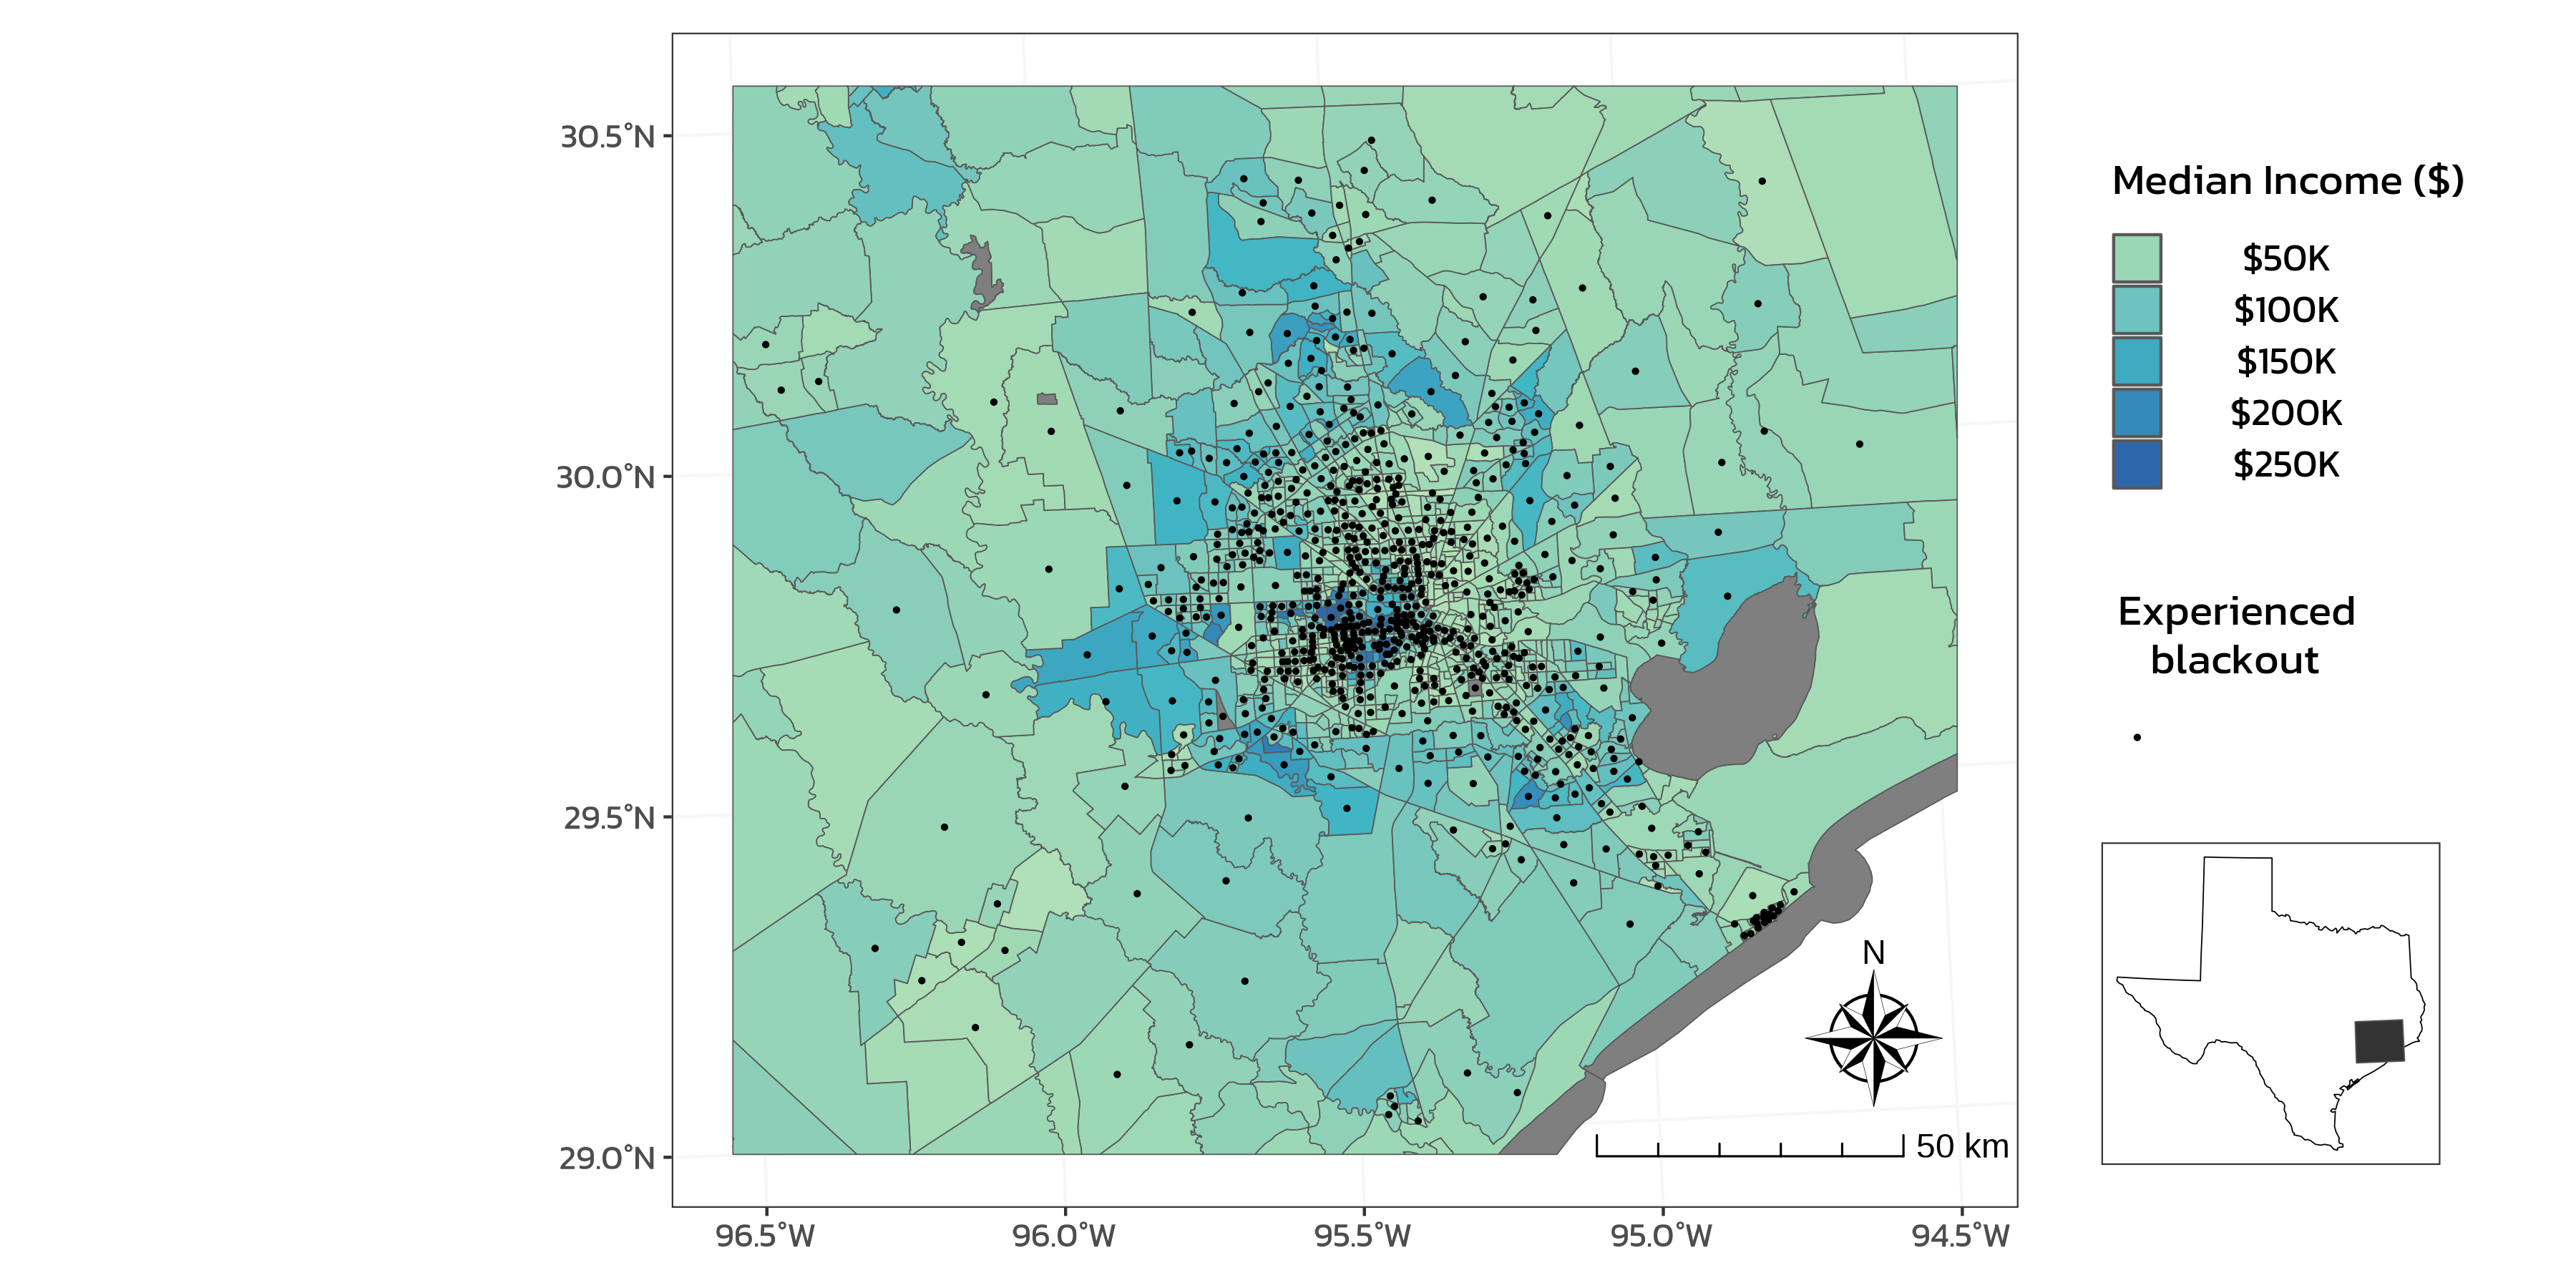 30.5°N
30.0°N
29.5°N
29.0°N
96.5°W
96.0°W
95.5°W
95.0°W
94.5°W
N
50 km
Median Income ($)
$50K
$100K
$150K
$200K
$250K
Experienced
blackout